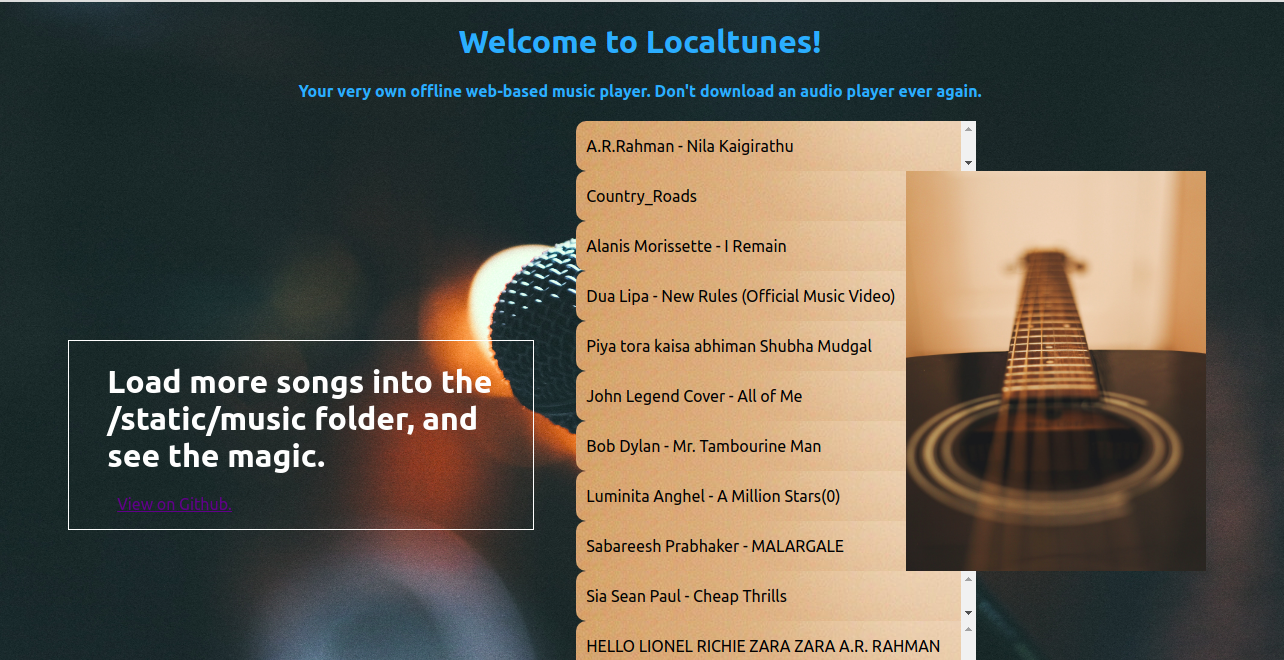 Welcome to Localtunes!
Your very own offline web-based music player. Don't download an audio player ever again.
A.R.Rahman - Nila Kaigirathu
Country_Roads
Alanis Morissette - I Remain
Dua Lipa - New Rules (Official Music Video)
Piya tora kaisa abhiman Shubha Mudgal
John Legend Cover - All of Me
Bob Dylan - Mr. Tambourine Man
Luminita Anghel - A Million Stars(0)
Sabareesh Prabhaker - MALARGALE
Sia Sean Paul - Cheap Thrills
HELLO LIONEL RICHIE ZARA ZARA A.R. RAHMAN
Load more songs into the
/static/music folder, and
see the magic.
View on Github.